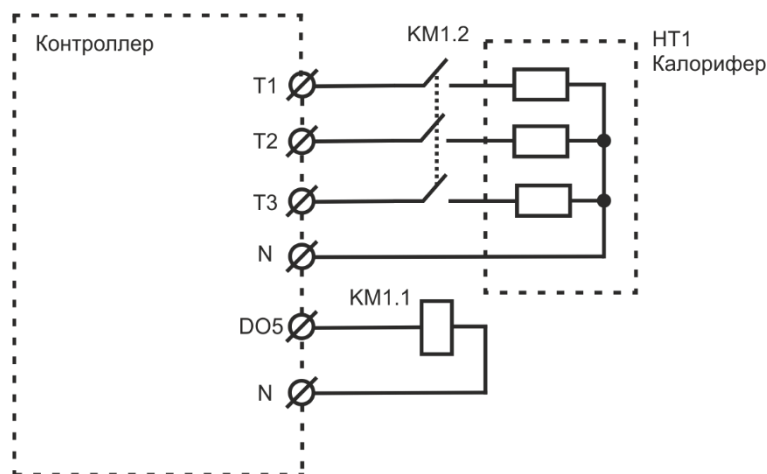 Контроллер
KM1.2
HT1
Калорифер
T1
T2
T3
N
KM1.1
DO5
N